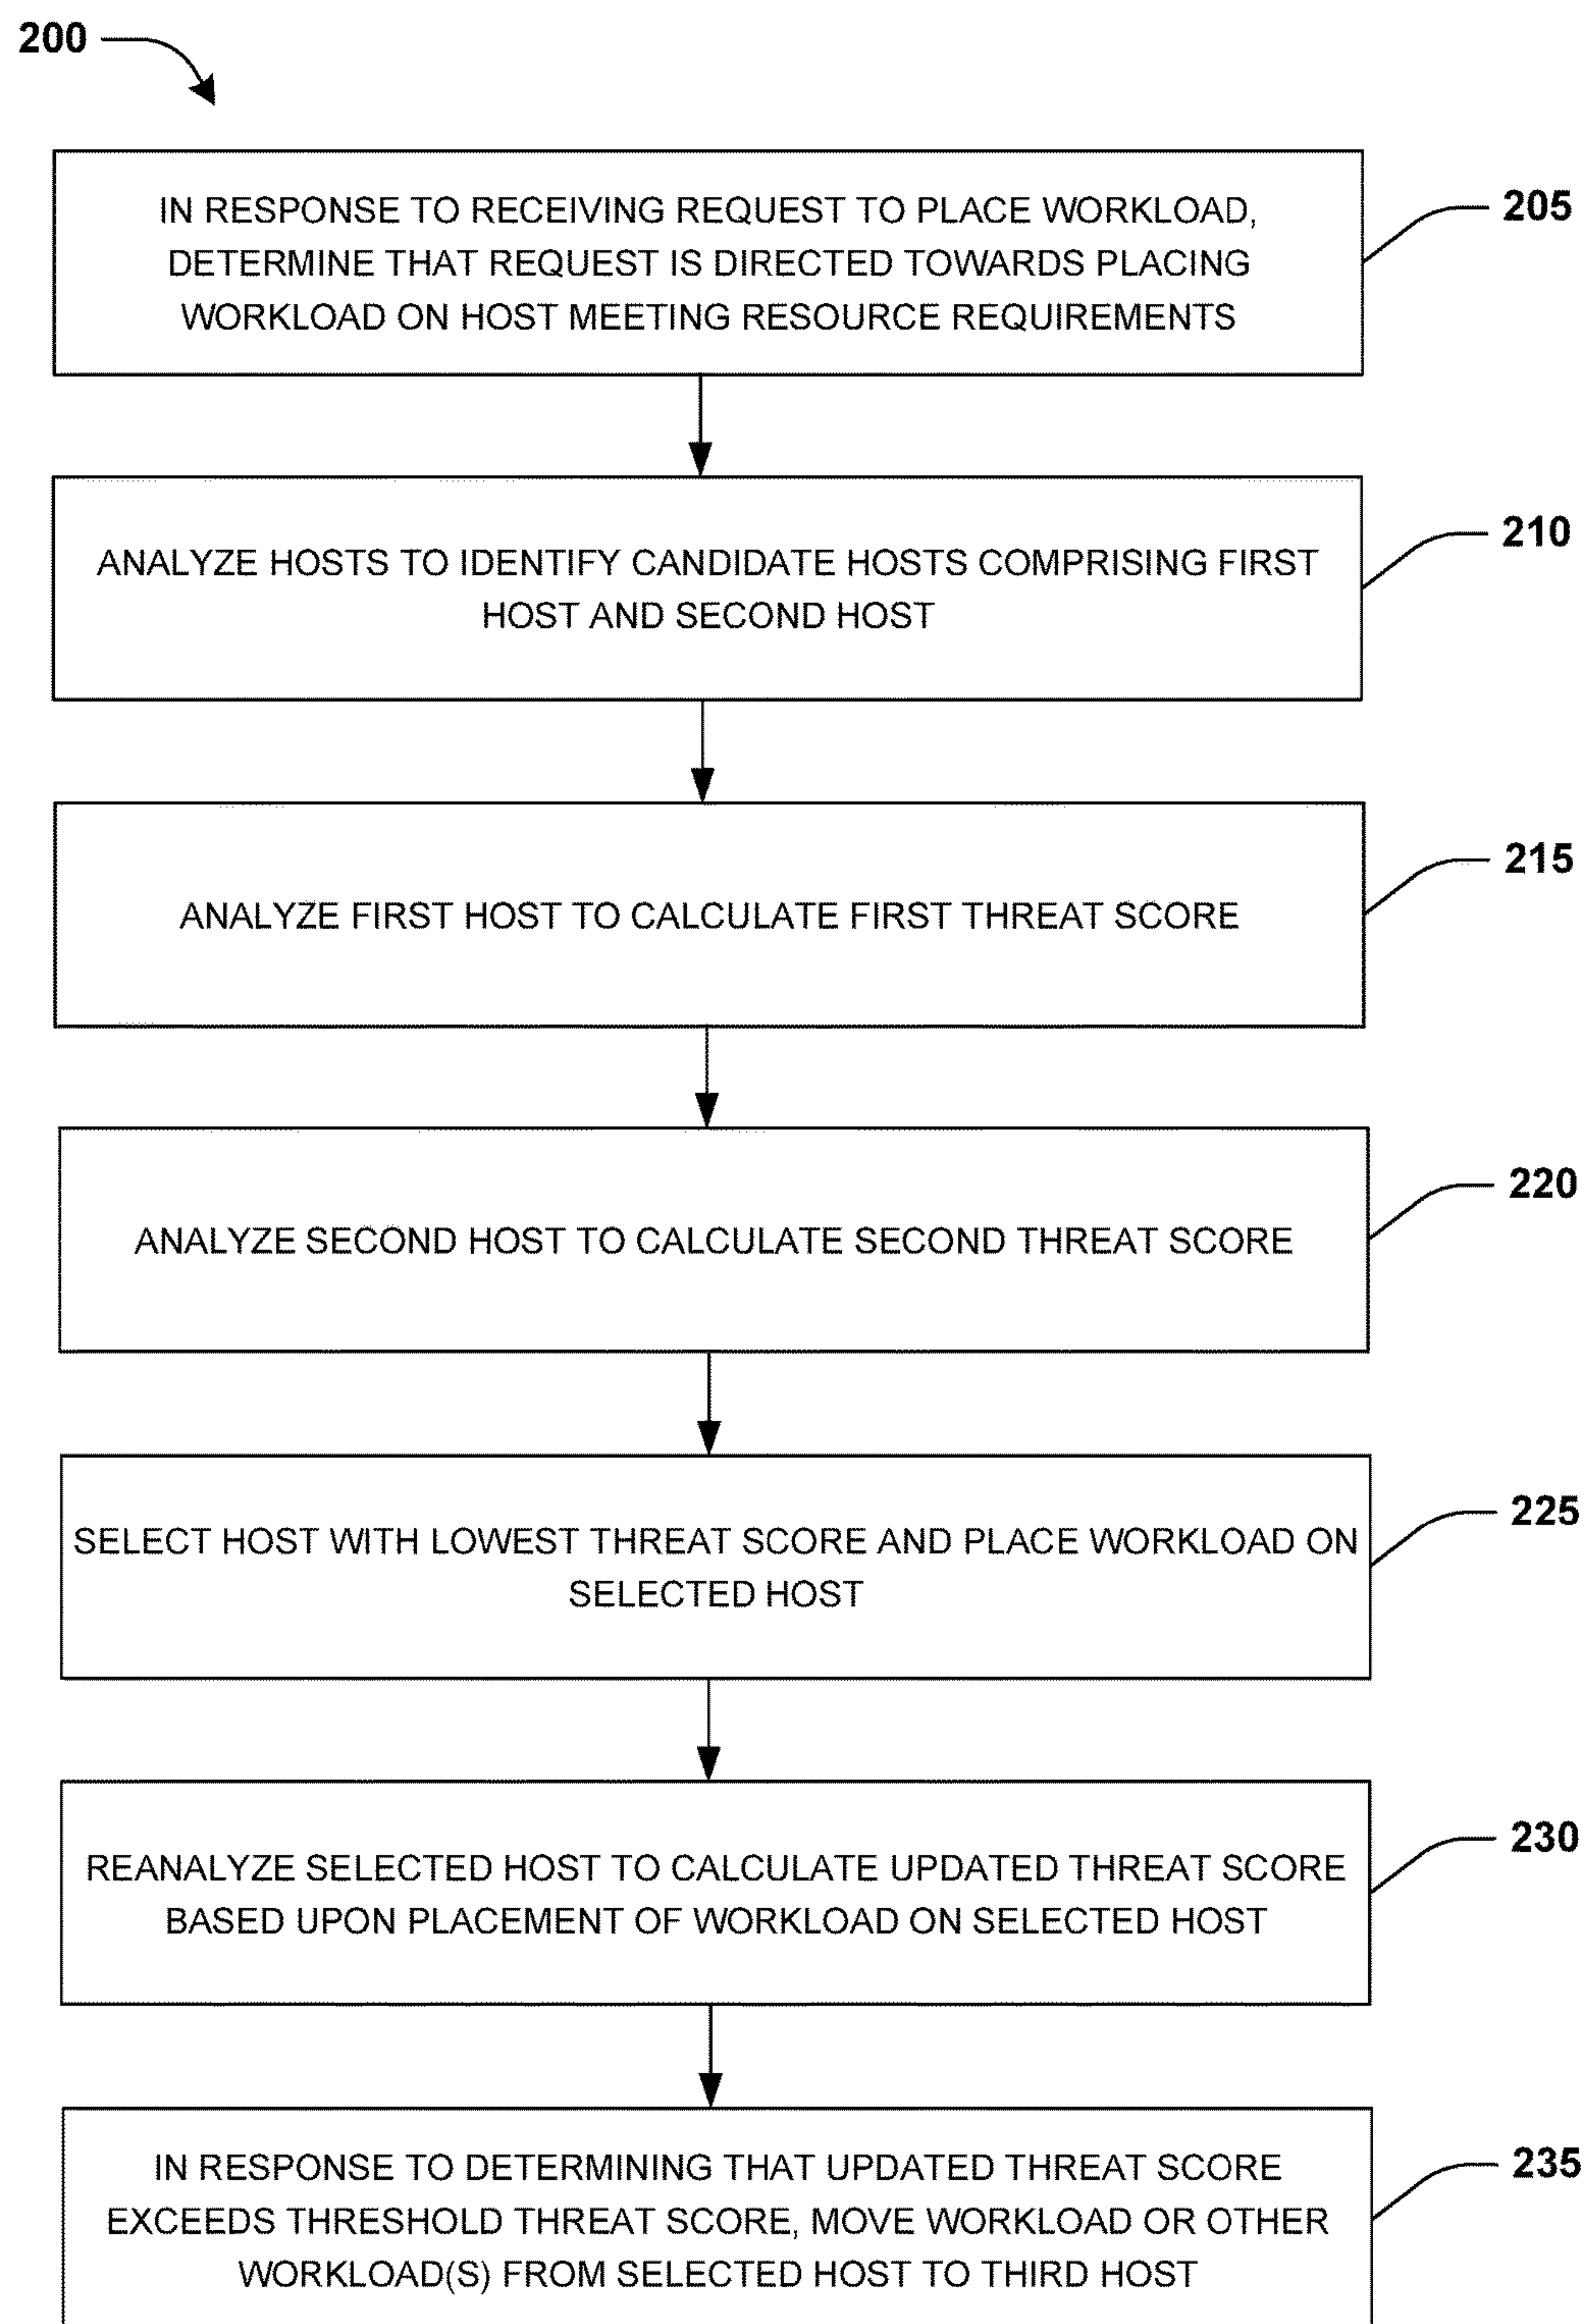 200
IN RESPONSE TO RECEIVING REQUEST TO PLACE WORKLOAD,
DETERMINE THAT REQUEST IS DIRECTED TOWARDS PLACING
WORKLOAD ON HOST MEETING RESOURCE REQUIREMENTS
205
ANALYZE HOSTS TO IDENTIFY CANDIDATE HOSTS COMPRISING FIRST
HOST AND SECOND HOST
210
ANALYZE FIRST HOST TO CALCULATE FIRST THREAT SCORE
215
ANALYZE SECOND HOST TO CALCULATE SECOND THREAT SCORE
220
SELECT HOST WITH LOWEST THREAT SCORE AND PLACE WORKLOAD ON
SELECTED HOST
225
REANALYZE SELECTED HOST TO CALCULATE UPDATED THREAT SCORE
BASED UPON PLACEMENT OF WORKLOAD ON SELECTED HOST
230
IN RESPONSE TO DETERMINING THAT UPDATED THREAT SCORE
EXCEEDS THRESHOLD THREAT SCORE, MOVE WORKLOAD OR OTHER
WORKLOAD(S) FROM SELECTED HOST TO THIRD HOST
235